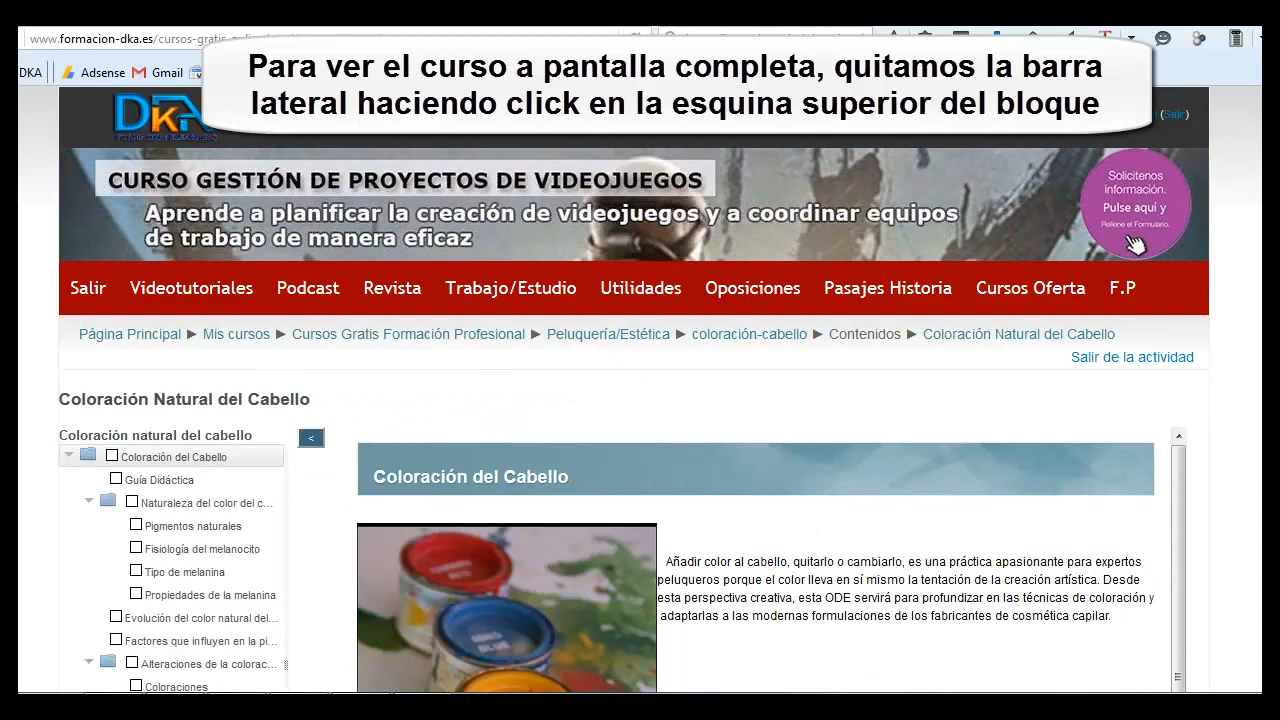 www.formacion-dka.es/cursos-gratis-
Para ver el curso a pantalla completa, quitamos la barra
lateral haciendo click en la esquina superior del bloque
DKA
Adsense
Gmail
DKA
(Salir)
CURSO GESTIÓN DE PROYECTOS DE VIDEOJUEGOS
Aprende a planificar la creación de videojuegos y a coordinar equipos
de trabajo de manera eficaz
Solicitenos
información.
Pulse aquí y
Rellene el Formulario.
Salir Videotutoriales Podcast Revista Trabajo/Estudio Utilidades Oposiciones Pasajes Historia Cursos Oferta F.P
Página Principal ► Mis cursos ► Cursos Gratis Formación Profesional ► Peluquería/Estética ► coloración-cabello ► Contenidos ► Coloración Natural del Cabello
Salir de la actividad
Coloración Natural del Cabello
Coloración natural del cabello
<
Coloración del Cabello
Guía Didáctica
Naturaleza del color del c...
Pigmentos naturales
Fisiología del melanocito
Tipo de melanina
Propiedades de la melanina
Evolución del color natural del...
Factores que influyen en la pi...
Alteraciones de la colorac...
Coloraciones
Coloración del Cabello
Añadir color al cabello, quitarlo o cambiarlo, es una práctica apasionante para expertos
peluqueros porque el color lleva en sí mismo la tentación de la creación artística. Desde
esta perspectiva creativa, esta ODE servirá para profundizar en las técnicas de coloración y
adaptarlas a las modernas formulaciones de los fabricantes de cosmética capilar.